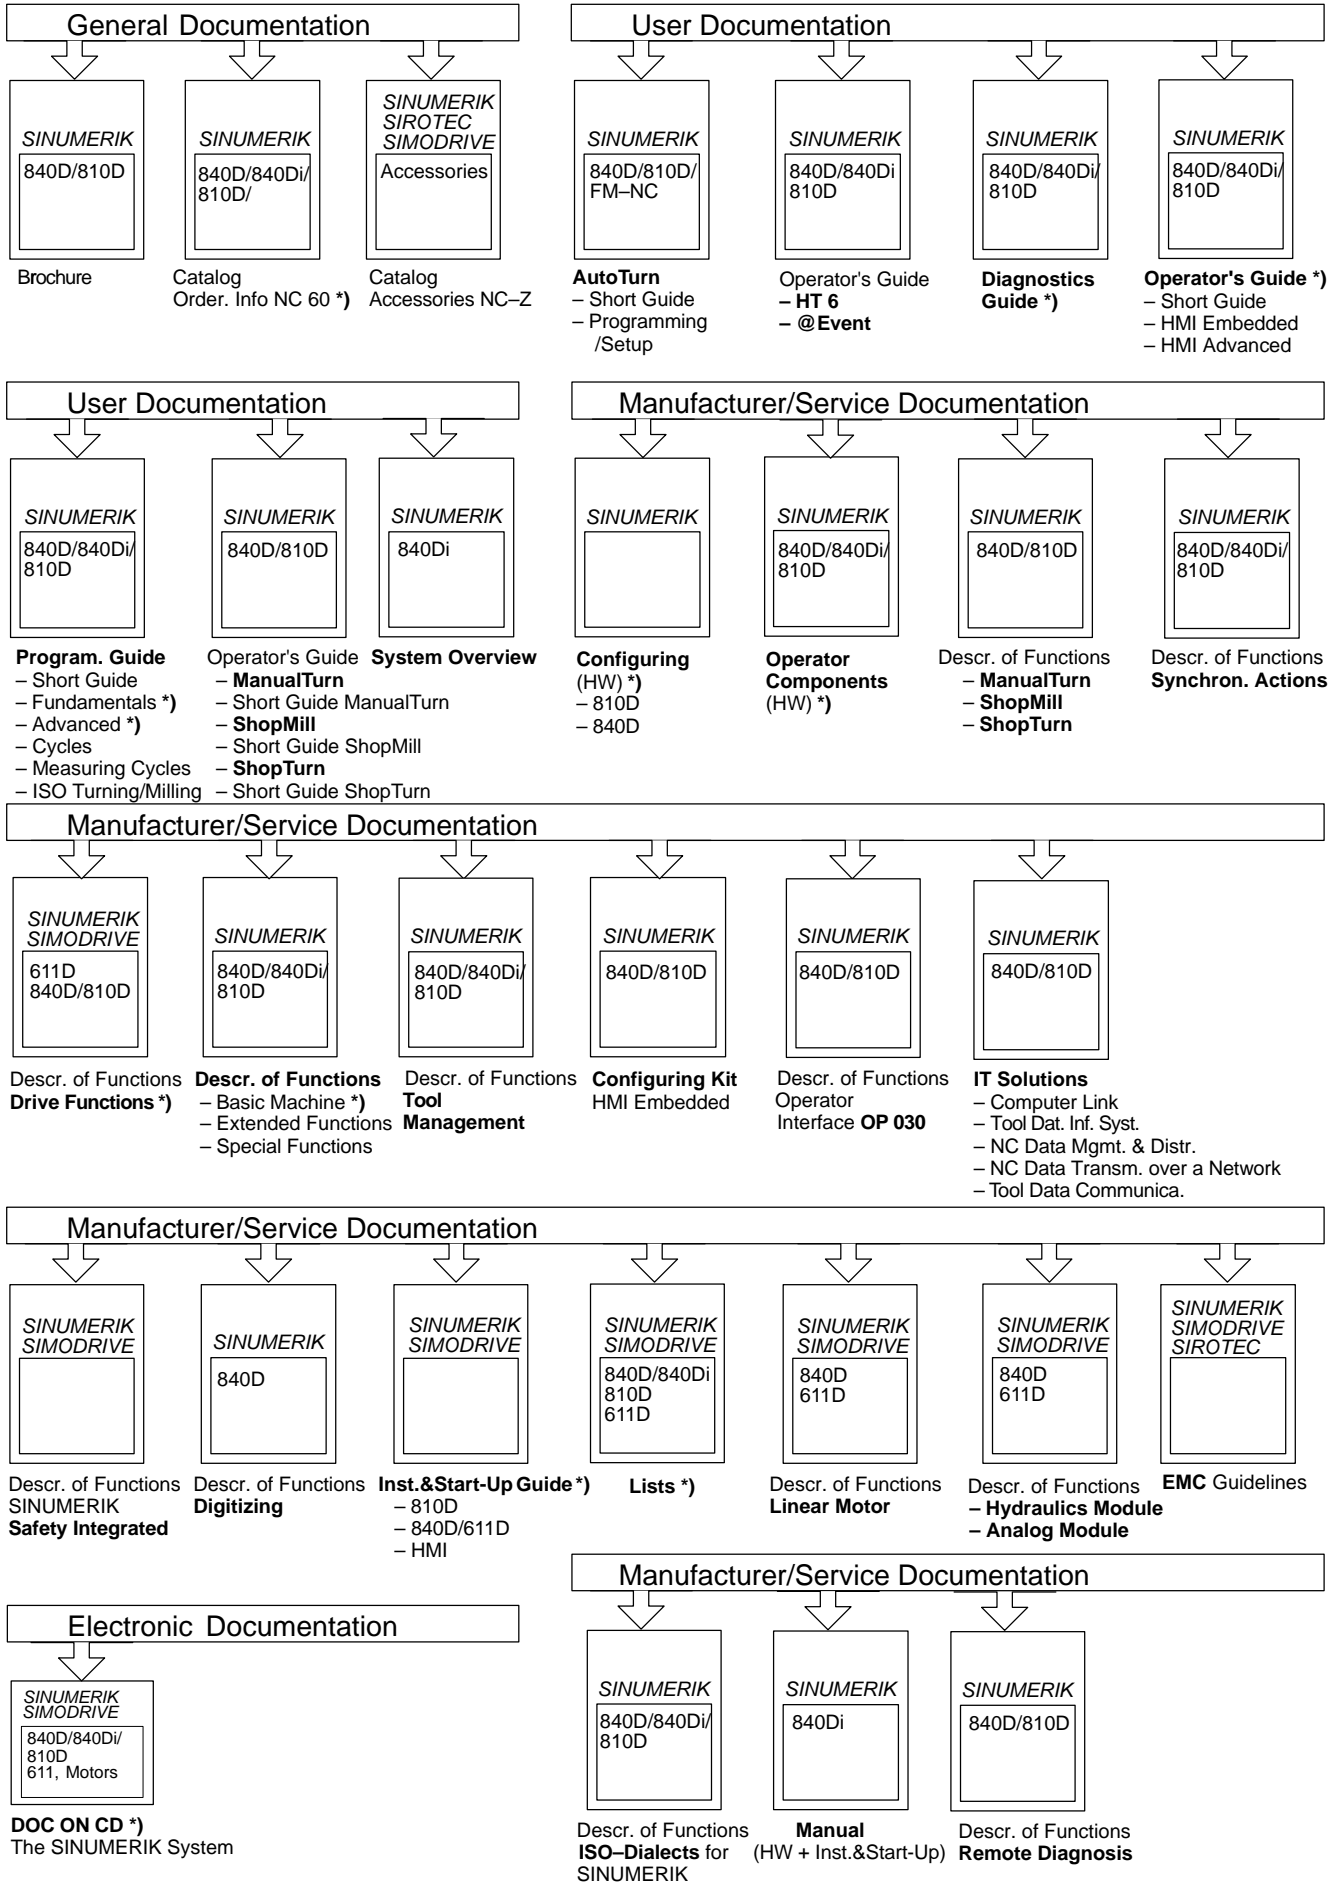 General Documentation
SINUMERIK
840D/810D
Brochure
SINUMERIK
840D/840Di/
810D/
Catalog
Order. Info NC 60 *)
SINUMERIK
SIROTEC
SIMODRIVE
Accessories
Catalog
Accessories NC–Z
User Documentation
SINUMERIK
840D/810D/
FM–NC
AutoTurn
– Short Guide
– Programming
/Setup
SINUMERIK
840D/840Di
810D
Operator's Guide
– HT 6
– @Event
SINUMERIK
840D/840Di/
810D
Diagnostics
Guide *)
SINUMERIK
840D/840Di/
810D
Operator's Guide *)
– Short Guide
– HMI Embedded
– HMI Advanced
User Documentation
SINUMERIK
840D/840Di/
810D
Program. Guide
– Short Guide
– Fundamentals *)
– Advanced *)
– Cycles
– Measuring Cycles
– ISO Turning/Milling
SINUMERIK
840D/810D
Operator's Guide
– ManualTurn
– Short Guide ManualTurn
– ShopMill
– Short Guide ShopMill
– ShopTurn
– Short Guide ShopTurn
SINUMERIK
840Di
System Overview
Manufacturer/Service Documentation
SINUMERIK
Configuring
(HW) *)
– 810D
– 840D
SINUMERIK
840D/840Di/
810D
Operator
Components
(HW) *)
SINUMERIK
840D/810D
Descr. of Functions
– ManualTurn
– ShopMill
– ShopTurn
SINUMERIK
840D/840Di/
810D
Descr. of Functions
Synchron. Actions
Manufacturer/Service Documentation
SINUMERIK
SIMODRIVE
611D
840D/810D
Descr. of Functions
Drive Functions *)
SINUMERIK
840D/840Di/
810D
Descr. of Functions
– Basic Machine *)
– Extended Functions
– Special Functions
SINUMERIK
840D/840Di/
810D
Descr. of Functions
Tool
Management
SINUMERIK
840D/810D
Configuring Kit
HMI Embedded
SINUMERIK
840D/810D
Descr. of Functions
Operator
Interface OP 030
SINUMERIK
840D/810D
IT Solutions
– Computer Link
– Tool Dat. Inf. Syst.
– NC Data Mgmt. & Distr.
– NC Data Transm. over a Network
– Tool Data Communica.
Manufacturer/Service Documentation
SINUMERIK
SIMODRIVE
Descr. of Functions
SINUMERIK
Safety Integrated
SINUMERIK
840D
Descr. of Functions
Digitizing
SINUMERIK
SIMODRIVE
Inst.&Start-Up Guide *)
– 810D
– 840D/611D
– HMI
SINUMERIK
SIMODRIVE
840D/840Di
810D
611D
Lists *)
SINUMERIK
SIMODRIVE
840D
611D
Descr. of Functions
Linear Motor
SINUMERIK
SIMODRIVE
840D
611D
Descr. of Functions
– Hydraulics Module
– Analog Module
SINUMERIK
SIMODRIVE
SIROTEC
EMC Guidelines
Electronic Documentation
SINUMERIK
SIMODRIVE
840D/840Di/
810D
611, Motors
DOC ON CD *)
The SINUMERIK System
Manufacturer/Service Documentation
SINUMERIK
840D/840Di/
810D
Descr. of Functions
ISO–Dialects for
SINUMERIK
SINUMERIK
840Di
Manual
(HW + Inst.&Start-Up)
SINUMERIK
840D/810D
Descr. of Functions
Remote Diagnosis